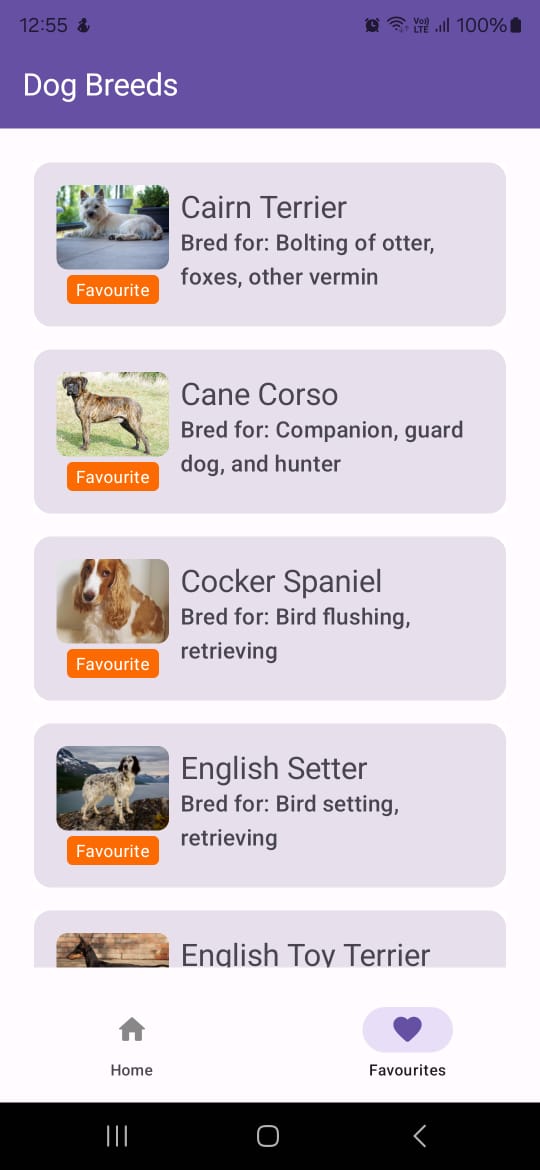 12:55
Vo)) LTE 100%
Dog Breeds
Cairn Terrier
Bred for: Bolting of otter,
foxes, other vermin
Favourite
Cane Corso
Bred for: Companion, guard
dog, and hunter
Favourite
Cocker Spaniel
Bred for: Bird flushing,
retrieving
Favourite
English Setter
Bred for: Bird setting,
retrieving
Favourite
English Toy Terrier
Home
Favourites